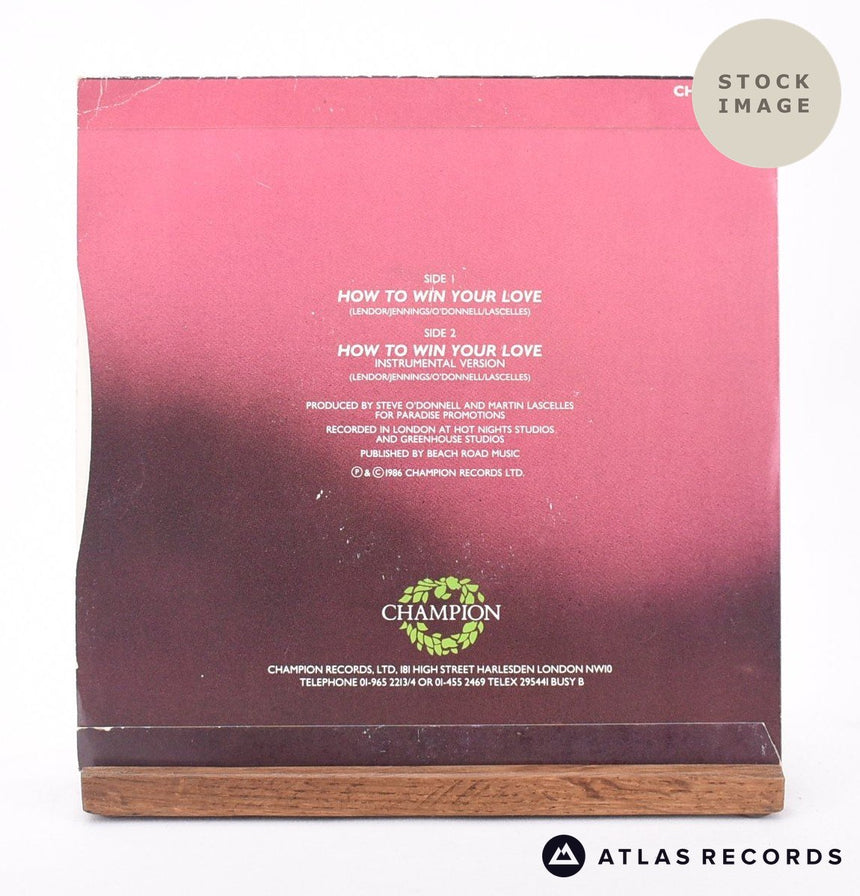 STOCK
IMAGE
CH
SIDE 1
HOW TO WIN YOUR LOVE
(LENDOR/JENNINGS/O'DONNELL/LASCELLES)
SIDE 2
HOW TO WIN YOUR LOVE
INSTRUMENTAL VERSION
(LENDOR/JENNINGS/O'DONNELL/LASCELLES)
PRODUCED BY STEVE O'DONNELL AND MARTIN LASCELLES
FOR PARADISE PROMOTIONS
RECORDED IN LONDON AT HOT NIGHTS STUDIOS
AND GREENHOUSE STUDIOS
PUBLISHED BY BEACH ROAD MUSIC
Ⓟ & © 1986 CHAMPION RECORDS LTD.
CHAMPION
CHAMPION RECORDS, LTD, 181 HIGH STREET HARLESDEN LONDON NW10
TELEPHONE 01-965 2213/4 OR 01-455 2469 TELEX 295441 BUSY B
ATLAS RECORDS